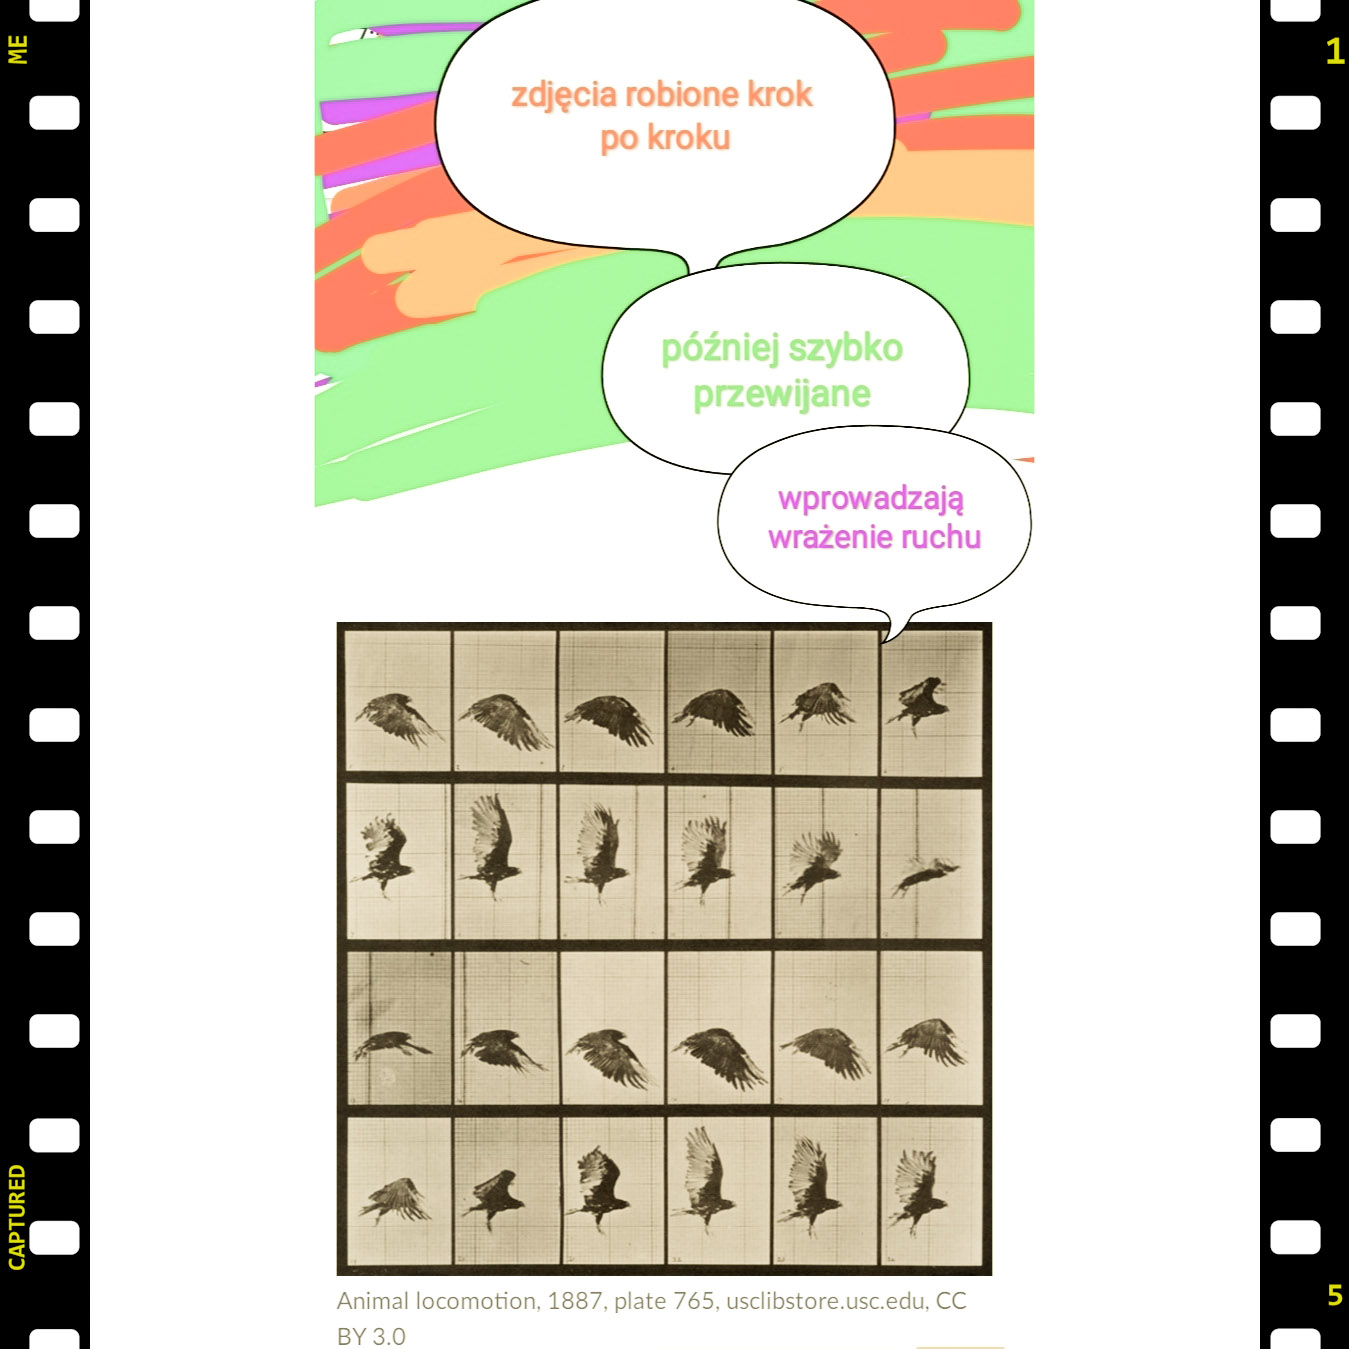 ME
1
zdjęcia robione krok
po kroku
później szybko
przewijane
wprowadzają
wrażenie ruchu
Animal locomotion, 1887, plate 765, usclibstore.usc.edu, CC
BY 3.0
CAPTURED
5